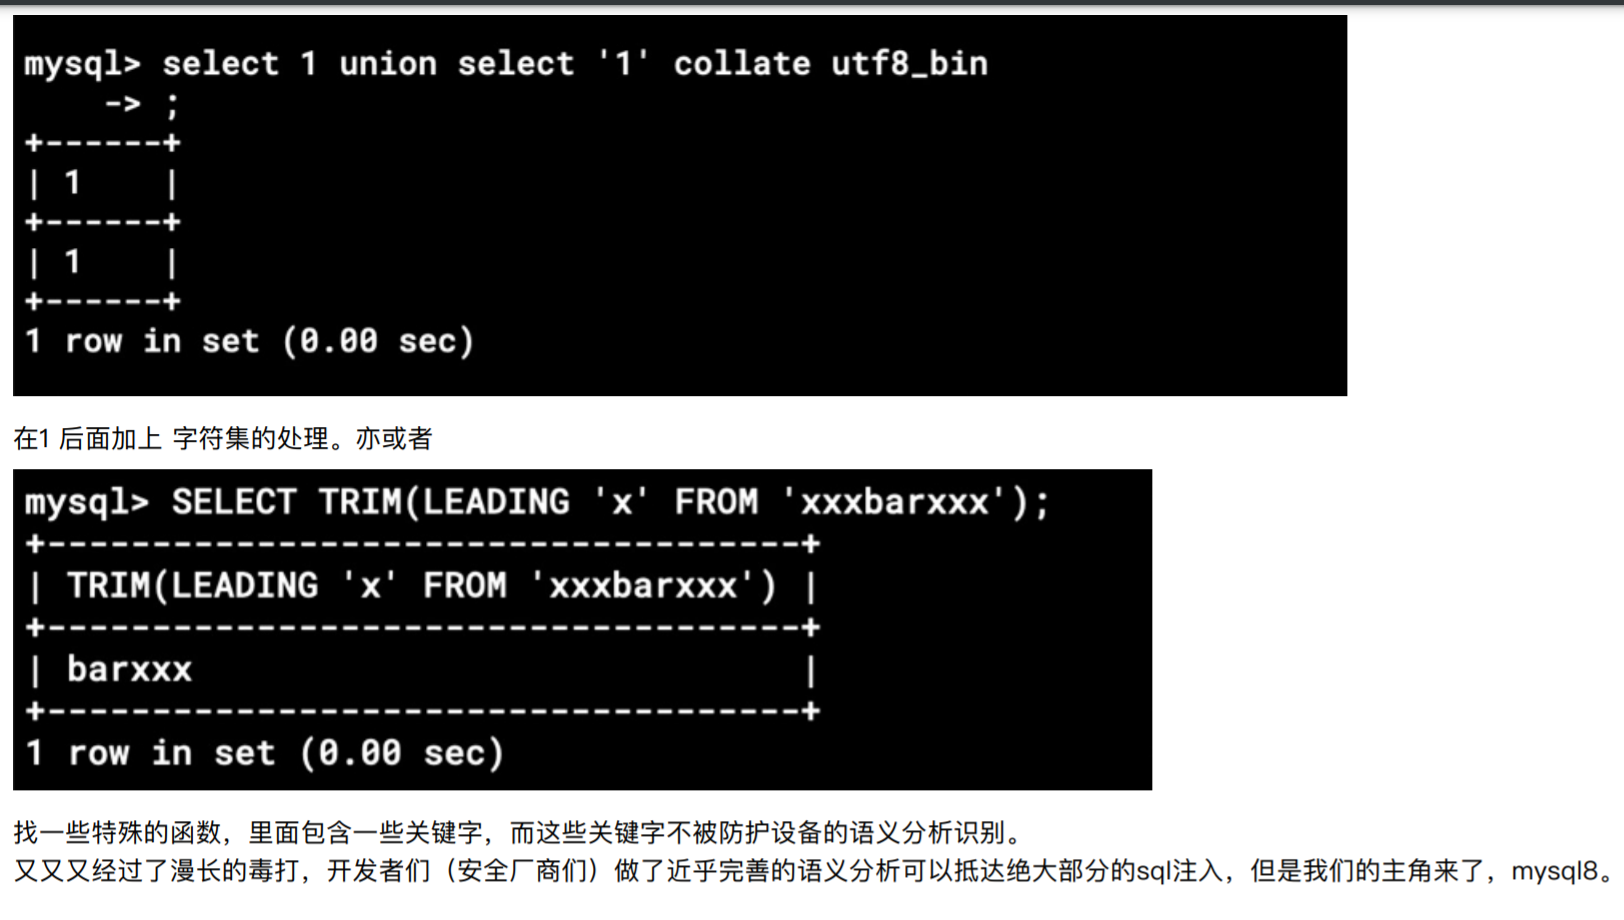 mysql> select 1 union select '1' collate utf8_bin
    -> ;
+------+
| 1    |
+------+
| 1    |
+------+
1 row in set (0.00 sec)
在1 后面加上 字符集的处理。亦或者
mysql> SELECT TRIM(LEADING 'x' FROM 'xxxbarxxx');
+------------------------------------+
| TRIM(LEADING 'x' FROM 'xxxbarxxx') |
+------------------------------------+
| barxxx                             |
+------------------------------------+
1 row in set (0.00 sec)
找一些特殊的函数，里面包含一些关键字，而这些关键字不被防护设备的语义分析识别。
又又又经过了漫长的毒打，开发者们（安全厂商们）做了近乎完善的语义分析可以抵达绝大部分的sql注入，但是我们的主角来了，mysql8。